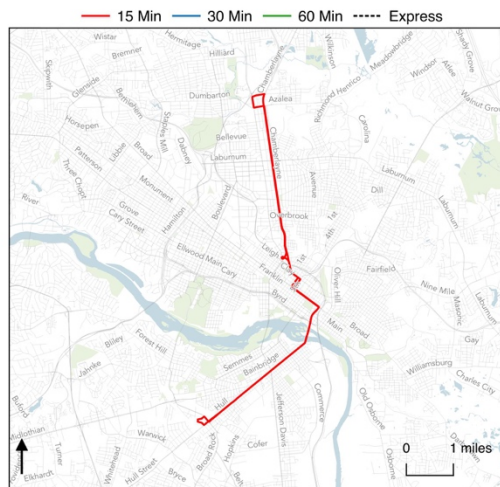 15 Min 30 Min 60 Min Express
Wistar
Hermitage
Wilkinson
Meadowbridge
Shady Grove
Skipwith
Bremner
Hilliard
Chamberlayne
Windsor
Atlee
Glenside
Dumbarton
Azalea
Richmond Henrico
Walnut Grove
Bethlehem
Staples Mill
Horsepen
Dabney
Bellevue
Carolina
Libbie
Broad
Laburnum
Chamberlayne
Three Chopt
Patterson
Laburnum
Monument
Boulevard
Avenue
Dill
River
Grove
Cary Street
Hamilton
Overbrook
1st
4th
Laburnum
Ellwood Main
Cary
Leigh Clay
1st
Franklin
Oliver Hill
Fairfield
Nine Mile
Masonic
Byrd
Main
Broad
Gay
Forest Hill
Bliley
Semmes
Williamsburg
Jahnke
Bainbridge
Charles City
Buford
Hull
Jefferson Davis
Commerce
Old Osborne
Midlothian
Warwick
Hopkins
Turner
Whitehead
Hull Street
Broad Rock
Cofer
Elkhardt
Bryce
Bel
0 1 miles